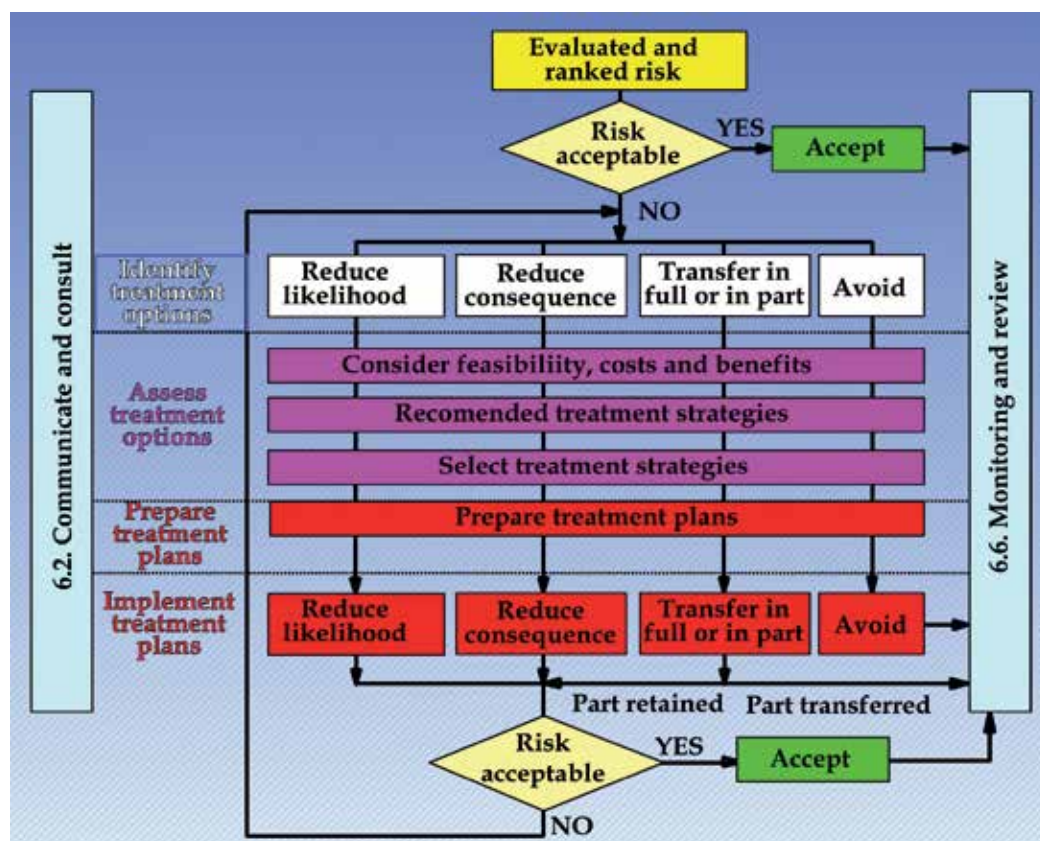 Evaluated and
ranked risk
Risk
acceptable
YES
Accept
NO
6.2. Communicate and consult
Identify
treatment
options
Reduce
likelihood
Reduce
consequence
Transfer in
full or in part
Avoid
Assess
treatment
options
Consider feasibiliity, costs and benefits
Recomended treatment strategies
Select treatment strategies
Prepare
treatment
plans
Prepare treatment plans
Implement
treatment
plans
Reduce
likelihood
Reduce
consequence
Transfer in
full or in part
Avoid
6.6. Monitoring and review
Part retained
Part transferred
Risk
acceptable
YES
Accept
NO